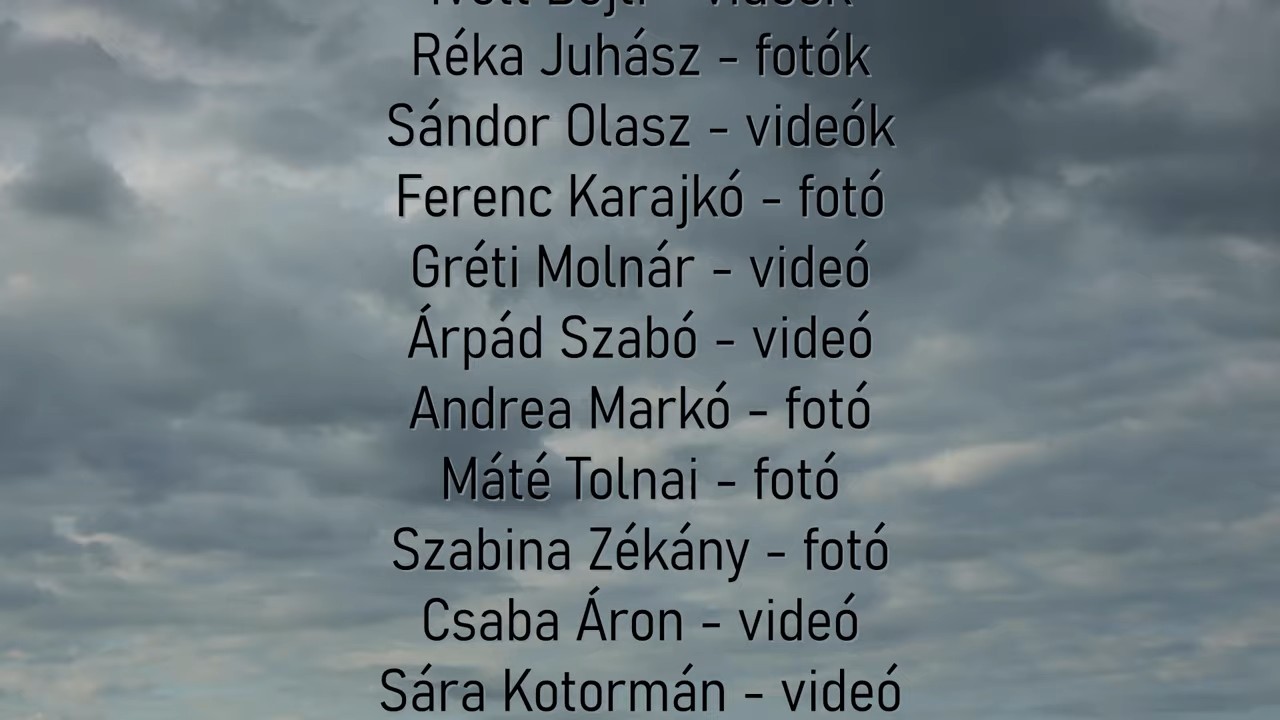 Réka Juhász - fotók
Sándor Olasz - videók
Ferenc Karajkó - fotó
Gréti Molnár - videó
Árpád Szabó - videó
Andrea Markó - fotó
Máté Tolnai - fotó
Szabina Zékány - fotó
Csaba Áron - videó
Sára Kotormán - videó